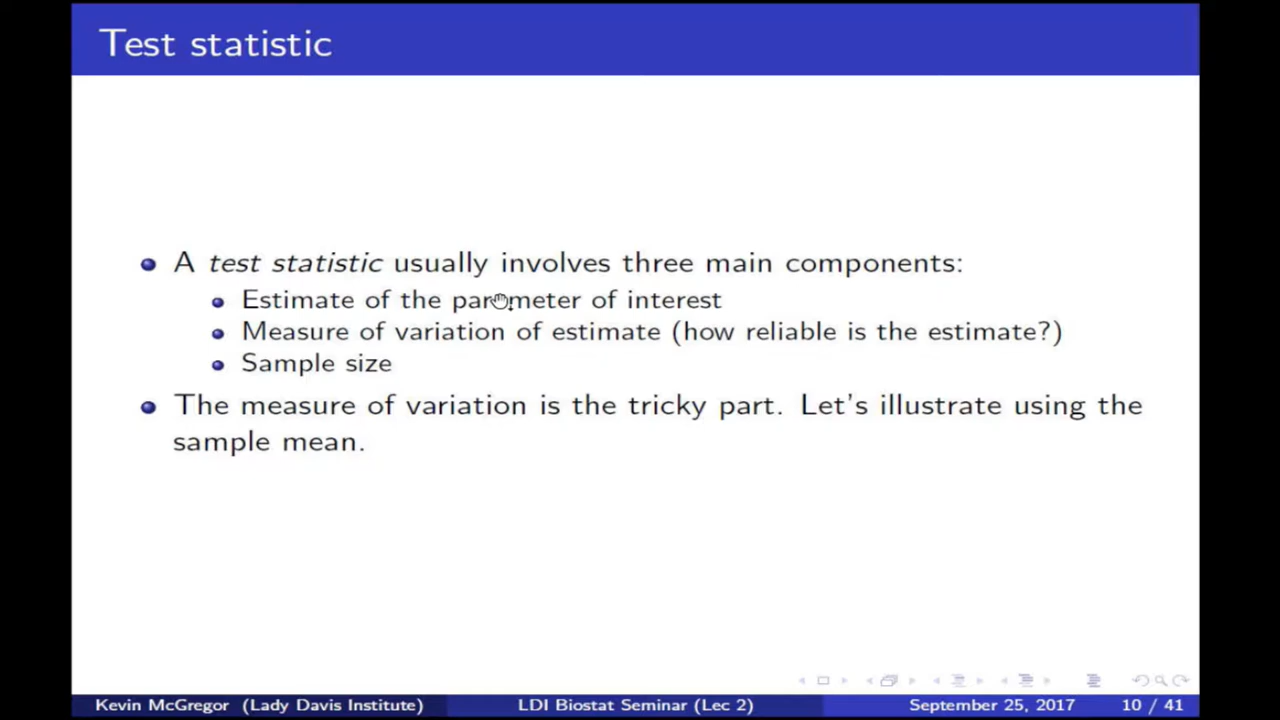 Test statistic
A test statistic usually involves three main components:
Estimate of the parameter of interest
Measure of variation of estimate (how reliable is the estimate?)
Sample size
The measure of variation is the tricky part. Let's illustrate using the
sample mean.
Kevin McGregor (Lady Davis Institute) LDI Biostat Seminar (Lec 2) September 25, 2017 10 / 41